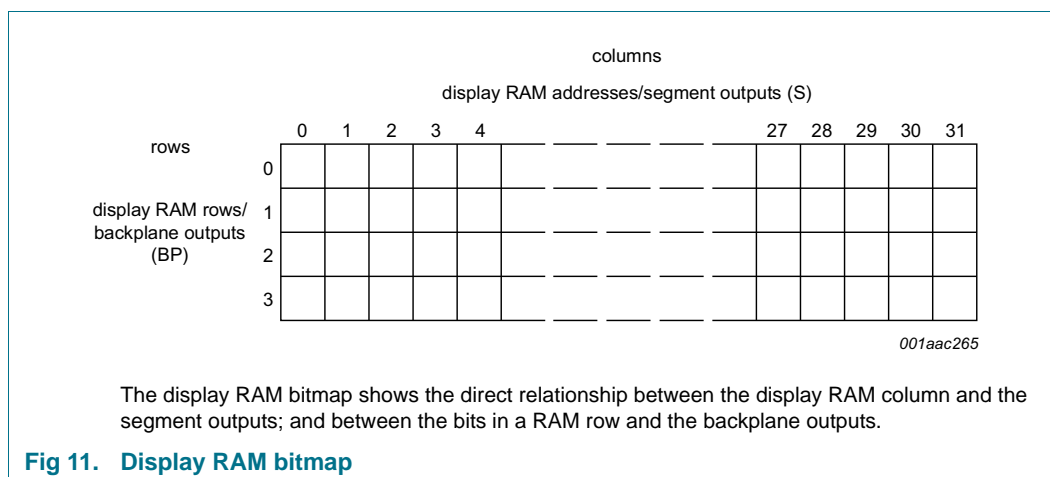 columns
display RAM addresses/segment outputs (S)
0 1 2 3 4 27 28 29 30 31
rows
0
display RAM rows/ 1
backplane outputs
(BP) 2
3
001aac265
The display RAM bitmap shows the direct relationship between the display RAM column and the
segment outputs; and between the bits in a RAM row and the backplane outputs.
Fig 11. Display RAM bitmap